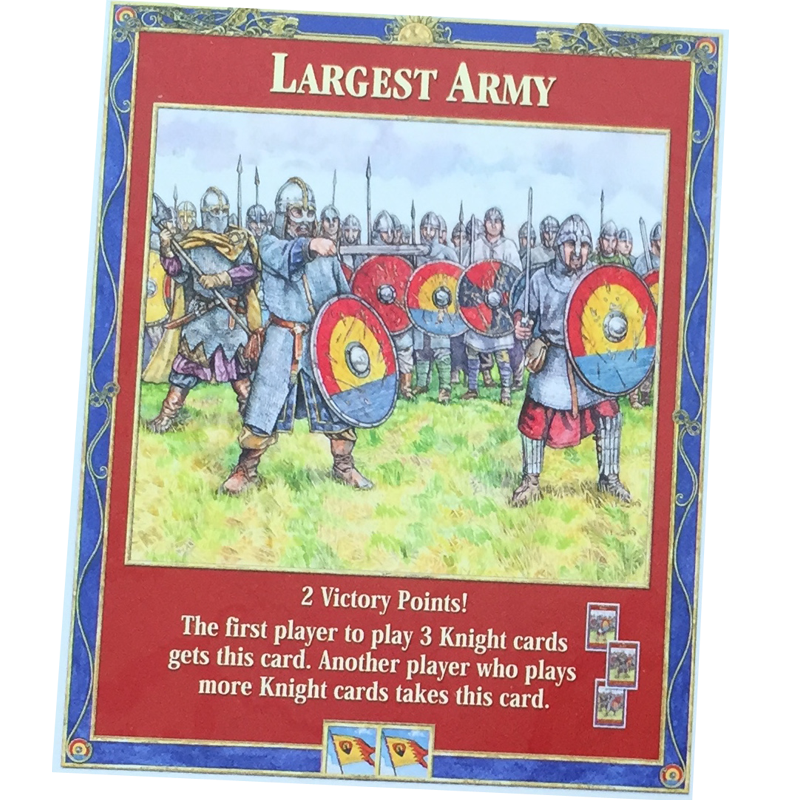 LARGEST ARMY
2 Victory Points!
The first player to play 3 Knight cards
gets this card. Another player who plays
more Knight cards takes this card.